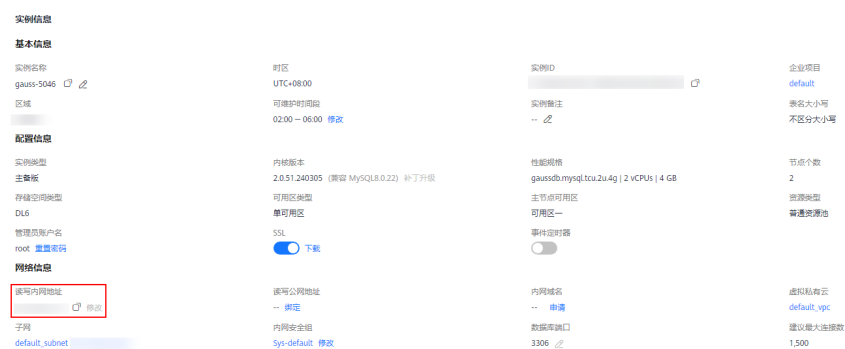 实例信息
基本信息
实例名称 时区 实例ID 企业项目
gauss-5046 UTC+08:00 default
区域 可维护时间段 实例备注 表名大小写
02:00 — 06:00 修改 -- 不区分大小写
配置信息
实例类型 内核版本 性能规格 节点个数
主备版 2.0.51.240305 (兼容 MySQL8.0.22) 补丁升级 gaussdb.mysql.tcu.2u.4g | 2 vCPUs | 4 GB 2
存储空间类型 可用区类型 主节点可用区 资源类型
DL6 单可用区 可用区一 普通资源池
管理员账户名 SSL 事件定时器
root 重置密码 下载
网络信息
读写内网地址 读写公网地址 内网域名 虚拟私有云
修改 -- 绑定 -- 申请 default_vpc
子网 内网安全组 数据库端口 建议最大连接数
default_subnet Sys-default 修改 3306 1,500